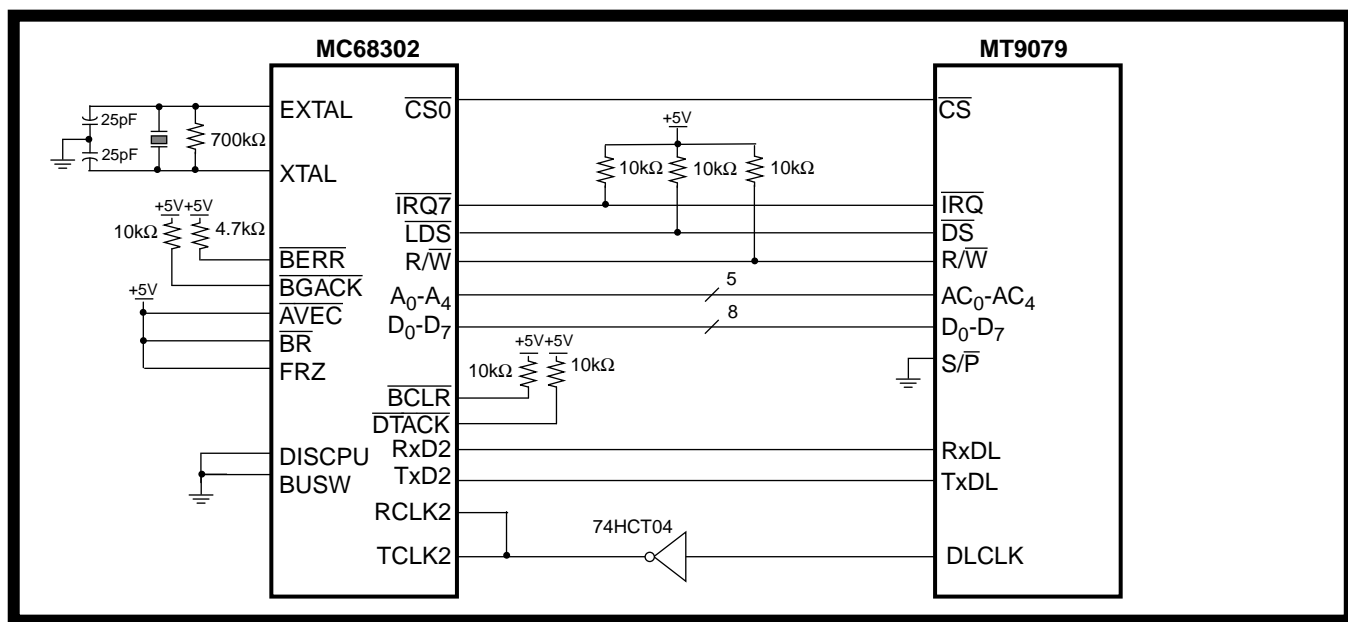 MC68302
MT9079
EXTAL
CS0
CS
25pF
700kΩ
+5V
25pF
10kΩ
10kΩ
10kΩ
XTAL
IRQ7
IRQ
+5V
+5V
10kΩ
4.7kΩ
LDS
DS
BERR
R/W
R/W
BGACK
5
+5V
A0-A4
AC0-AC4
AVEC
8
D0-D7
D0-D7
BR
+5V
+5V
S/P
FRZ
10kΩ
10kΩ
BCLR
DTACK
RxD2
RxDL
DISCPU
TxD2
TxDL
BUSW
RCLK2
74HCT04
TCLK2
DLCLK